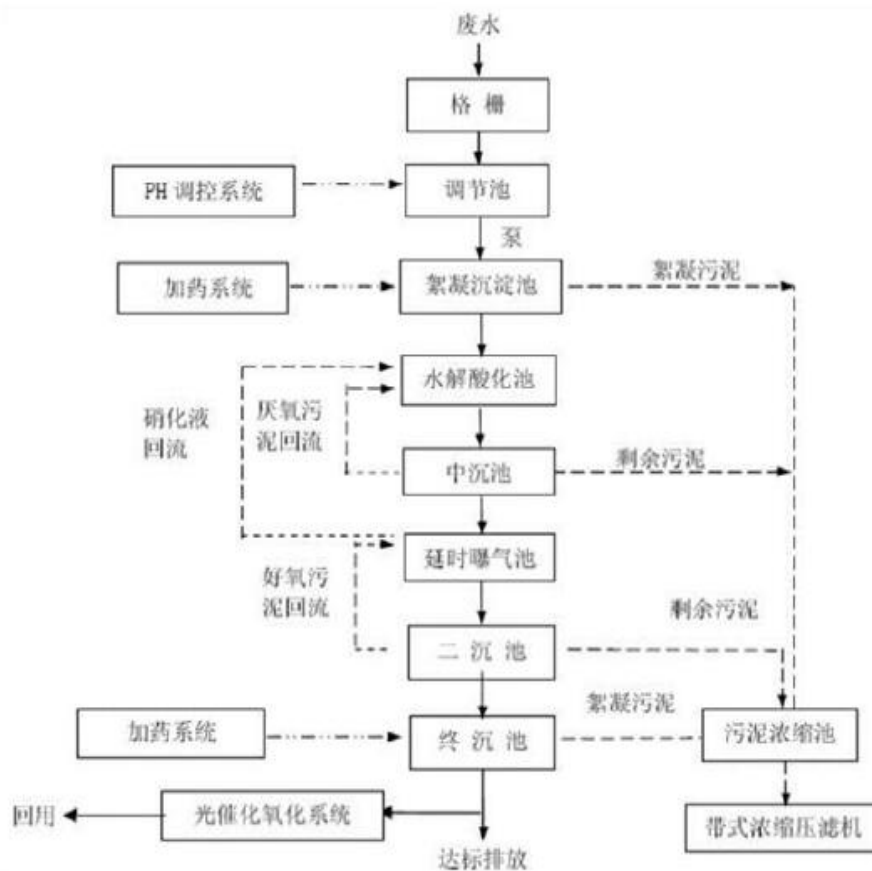 废水
格 栅
PH 调控系统
调节池
泵
加药系统
絮凝沉淀池
絮凝污泥
水解酸化池
硝化液
回流
厌氧污
泥回流
中沉池
剩余污泥
延时曝气池
好氧污
泥回流
剩余污泥
二 沉 池
絮凝污泥
加药系统
终 沉 池
污泥浓缩池
回用
光催化氧化系统
带式浓缩压滤机
达标排放